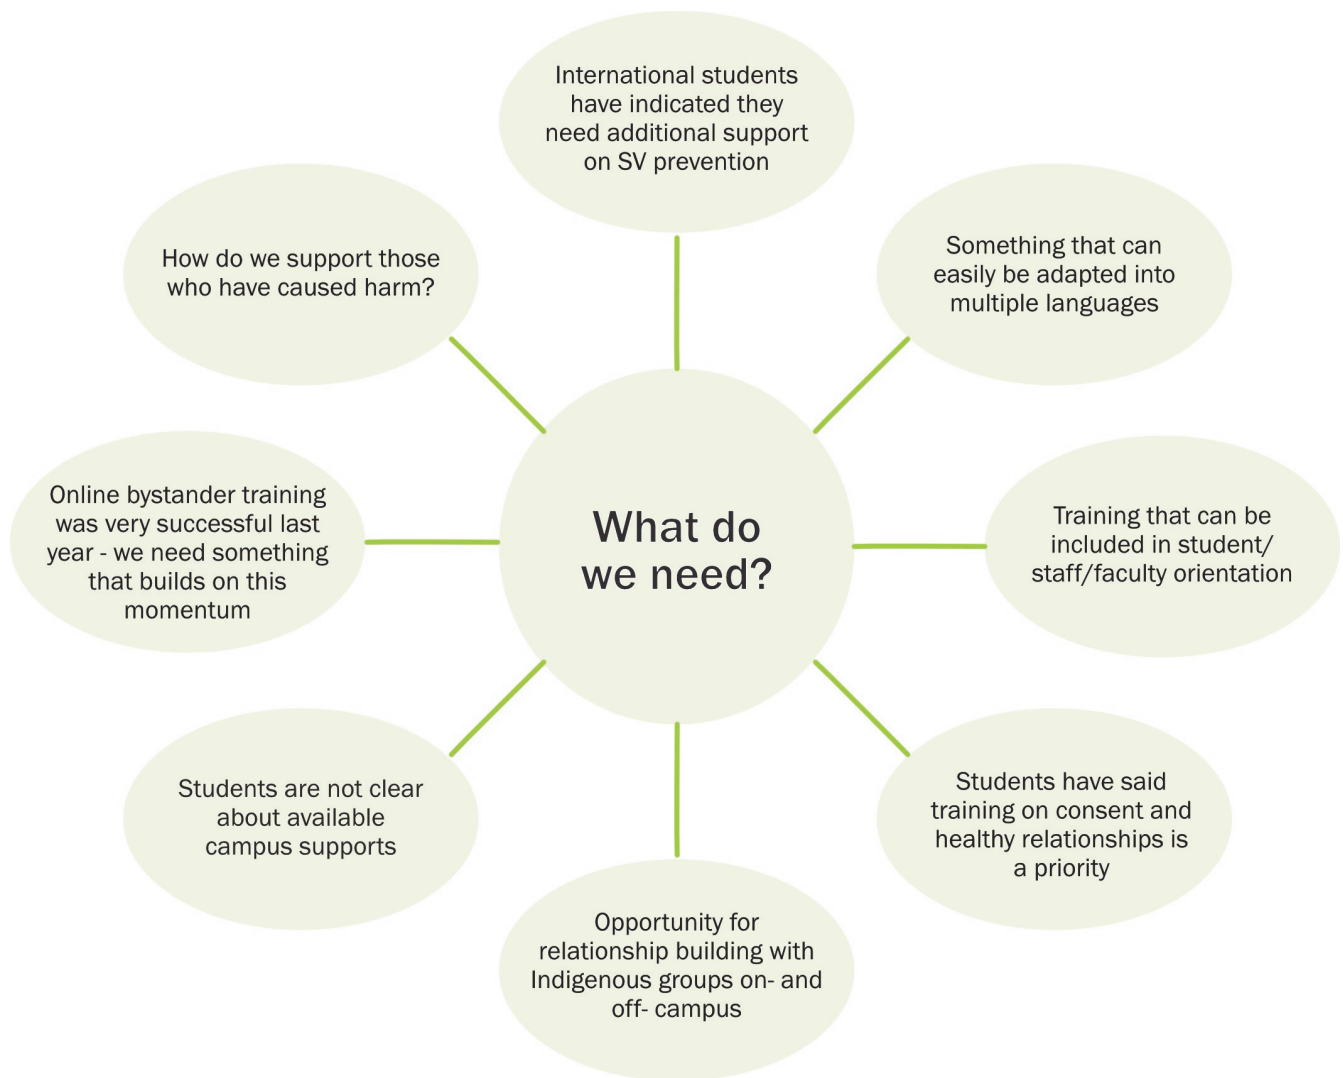 International students
have indicated they
need additional support
on SV prevention
How do we support those
who have caused harm?
Something that can
easily be adapted into
multiple languages
Online bystander training
was very successful last
year - we need something
that builds on this
momentum
What do
we need?
Training that can be
included in student/
staff/faculty orientation
Students are not clear
about available
campus supports
Students have said
training on consent and
healthy relationships is
a priority
Opportunity for
relationship building with
Indigenous groups on- and
off- campus